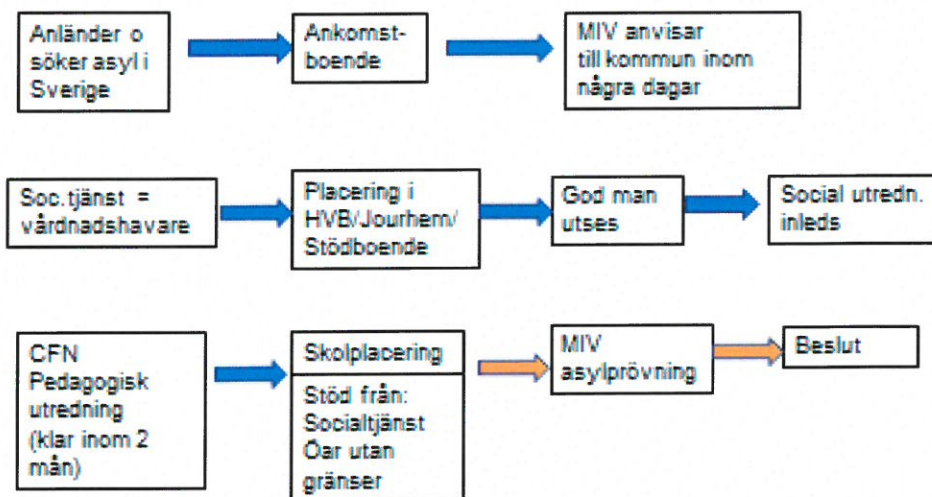 Anländer o
söker asyl i
Sverige
Ankomst-
boende
MIV anvisar
till kommun inom
några dagar
Soc.tjänst =
vårdnadshavare
Placering i
HVB/Jourhem/
Stödboende
God man
utses
Social utredn.
inleds
CFN
Pedagogisk
utredning
(klar inom 2
mån)
Skolplacering
Stöd från:
Socialtjänst
Öar utan
gränser
MIV
asylprövning
Beslut